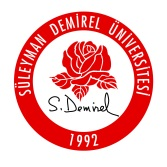 SÜLEYMAN DEMİREL ÜNİVERSİTESİ
S. Demirel
1992